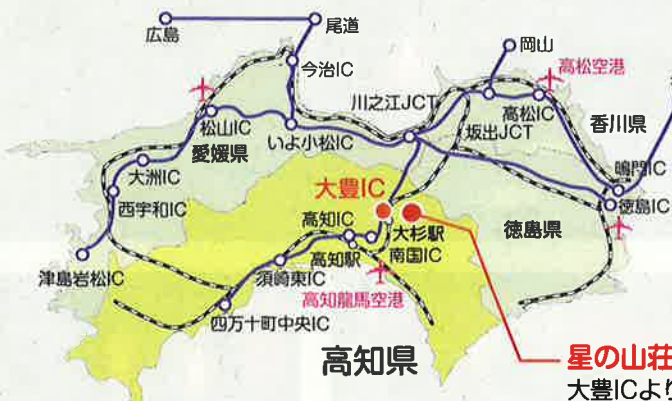 広島
尾道
岡山
今治IC
高松空港
川之江JCT
高松IC
香川県
松山IC
いよ小松IC
坂出JCT
愛媛県
鳴門IC
大洲IC
大豊IC
徳島IC
西宇和IC
高知IC
大杉駅
徳島県
高知駅
南国IC
津島岩松IC
須崎東IC
高知龍馬空港
四万十町中央IC
高知県
星の山荘
大豊ICより